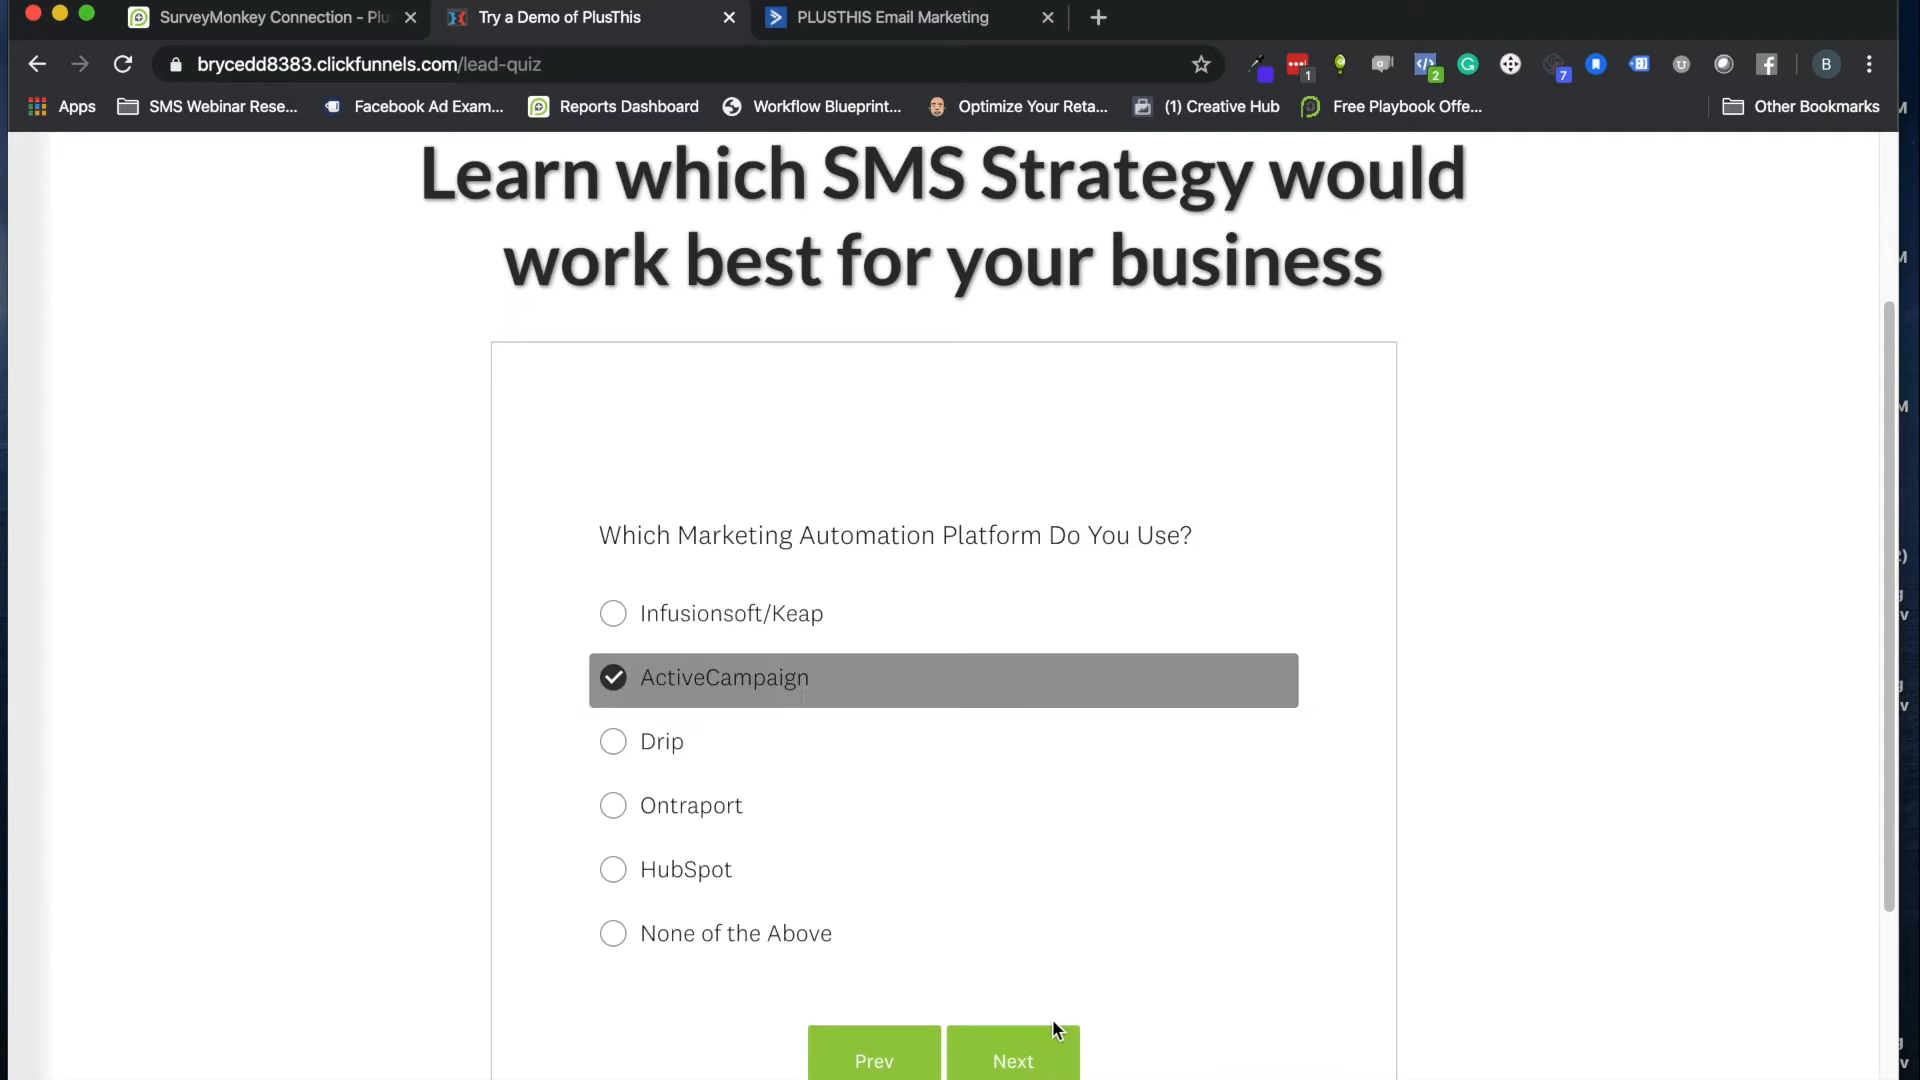 SurveyMonkey Connection - Plu
Try a Demo of PlusThis
PLUSTHIS Email Marketing
brycedd8383.clickfunnels.com/lead-quiz
1
2
7
B
Apps
SMS Webinar Rese...
Facebook Ad Exam...
Reports Dashboard
Workflow Blueprint...
Optimize Your Reta...
(1) Creative Hub
Free Playbook Offe...
Other Bookmarks
Learn which SMS Strategy would
work best for your business
Which Marketing Automation Platform Do You Use?
Infusionsoft/Keap
ActiveCampaign
Drip
Ontraport
HubSpot
None of the Above
Prev
Next